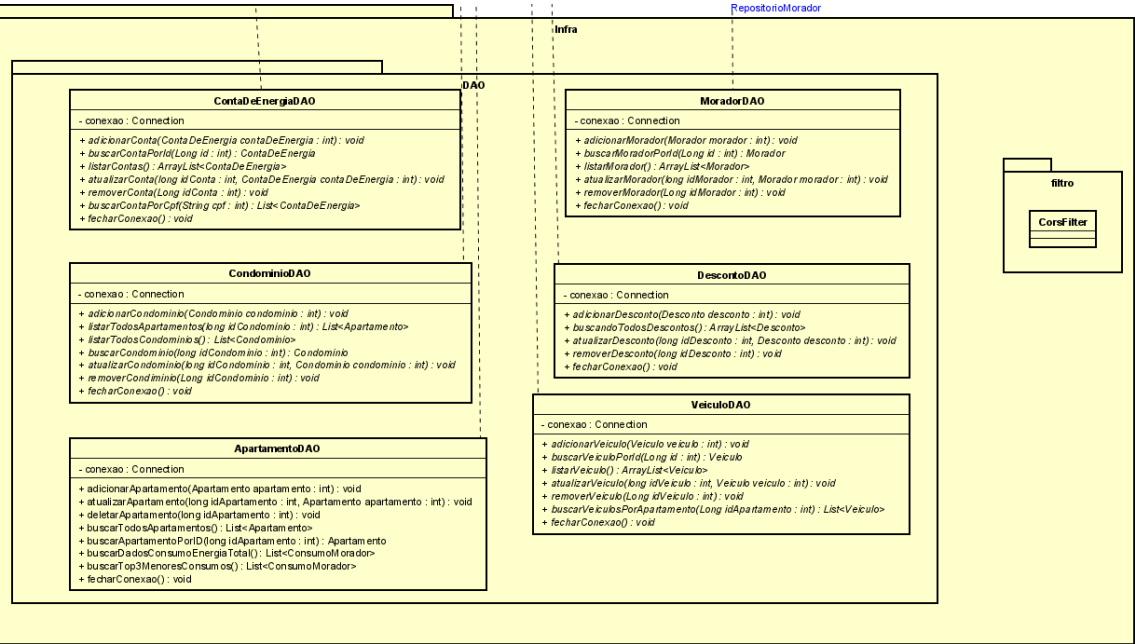 RepositorioMorador
Infra
DAO
ContaDeEnergiaDAO
- conexao : Connection
+ adicionarConta(ContaDeEnergia contaDeEnergia : int) : void
+ buscarContaPorId(Long id : int) : ContaDeEnergia
+ listarContas() : ArrayList<ContaDeEnergia>
+ atualizarConta(long idConta : int, ContaDeEnergia contaDeEnergia : int) : void
+ removerConta(Long idConta : int) : void
+ buscarContaPorCpf(String cpf : int) : List<ContaDeEnergia>
+ fecharConexao() : void
MoradorDAO
- conexao : Connection
+ adicionarMorador(Morador morador : int) : void
+ buscarMoradorPorId(Long id : int) : Morador
+ listarMorador() : ArrayList<Morador>
+ atualizarMorador(long idMorador : int, Morador morador : int) : void
+ removerMorador(Long idMorador : int) : void
+ fecharConexao() : void
filtro
CorsFilter
CondominioDAO
- conexao : Connection
+ adicionarCondominio(Condominio condominio : int) : void
+ listarTodosApartamentos(long idCondominio : int) : List<Apartamento>
+ listarTodosCondominios() : List<Condominio>
+ buscarCondominio(long idCondominio : int) : Condominio
+ atualizarCondominio(long idCondominio : int, Condominio condominio : int) : void
+ removerCondiminio(Long idCondominio : int) : void
+ fecharConexao() : void
DescontoDAO
- conexao : Connection
+ adicionarDesconto(Desconto desconto : int) : void
+ buscandoTodosDescontos() : ArrayList<Desconto>
+ atualizarDesconto(long idDesconto : int, Desconto desconto : int) : void
+ removerDesconto(long idDesconto : int) : void
+ fecharConexao() : void
VeiculoDAO
- conexao : Connection
+ adicionarVeiculo(Veiculo veiculo : int) : void
+ buscarVeiculoPorId(Long id : int) : Veiculo
+ listarVeiculo() : ArrayList<Veiculo>
+ atualizarVeiculo(long idVeiculo : int, Veiculo veiculo : int) : void
+ removerVeiculo(Long idVeiculo : int) : void
+ buscarVeiculosPorApartamento(Long idApartamento : int) : List<Veiculo>
+ fecharConexao() : void
ApartamentoDAO
- conexao : Connection
+ adicionarApartamento(Apartamento apartamento : int) : void
+ atualizarApartamento(long idApartamento : int, Apartamento apartamento : int) : void
+ deletarApartamento(long idApartamento : int) : void
+ buscarTodosApartamentos() : List<Apartamento>
+ buscarApartamentoPorID(long idApartamento : int) : Apartamento
+ buscarDadosConsumoEnergiaTotal() : List<ConsumoMorador>
+ buscarTop3MenoresConsumos() : List<ConsumoMorador>
+ fecharConexao() : void